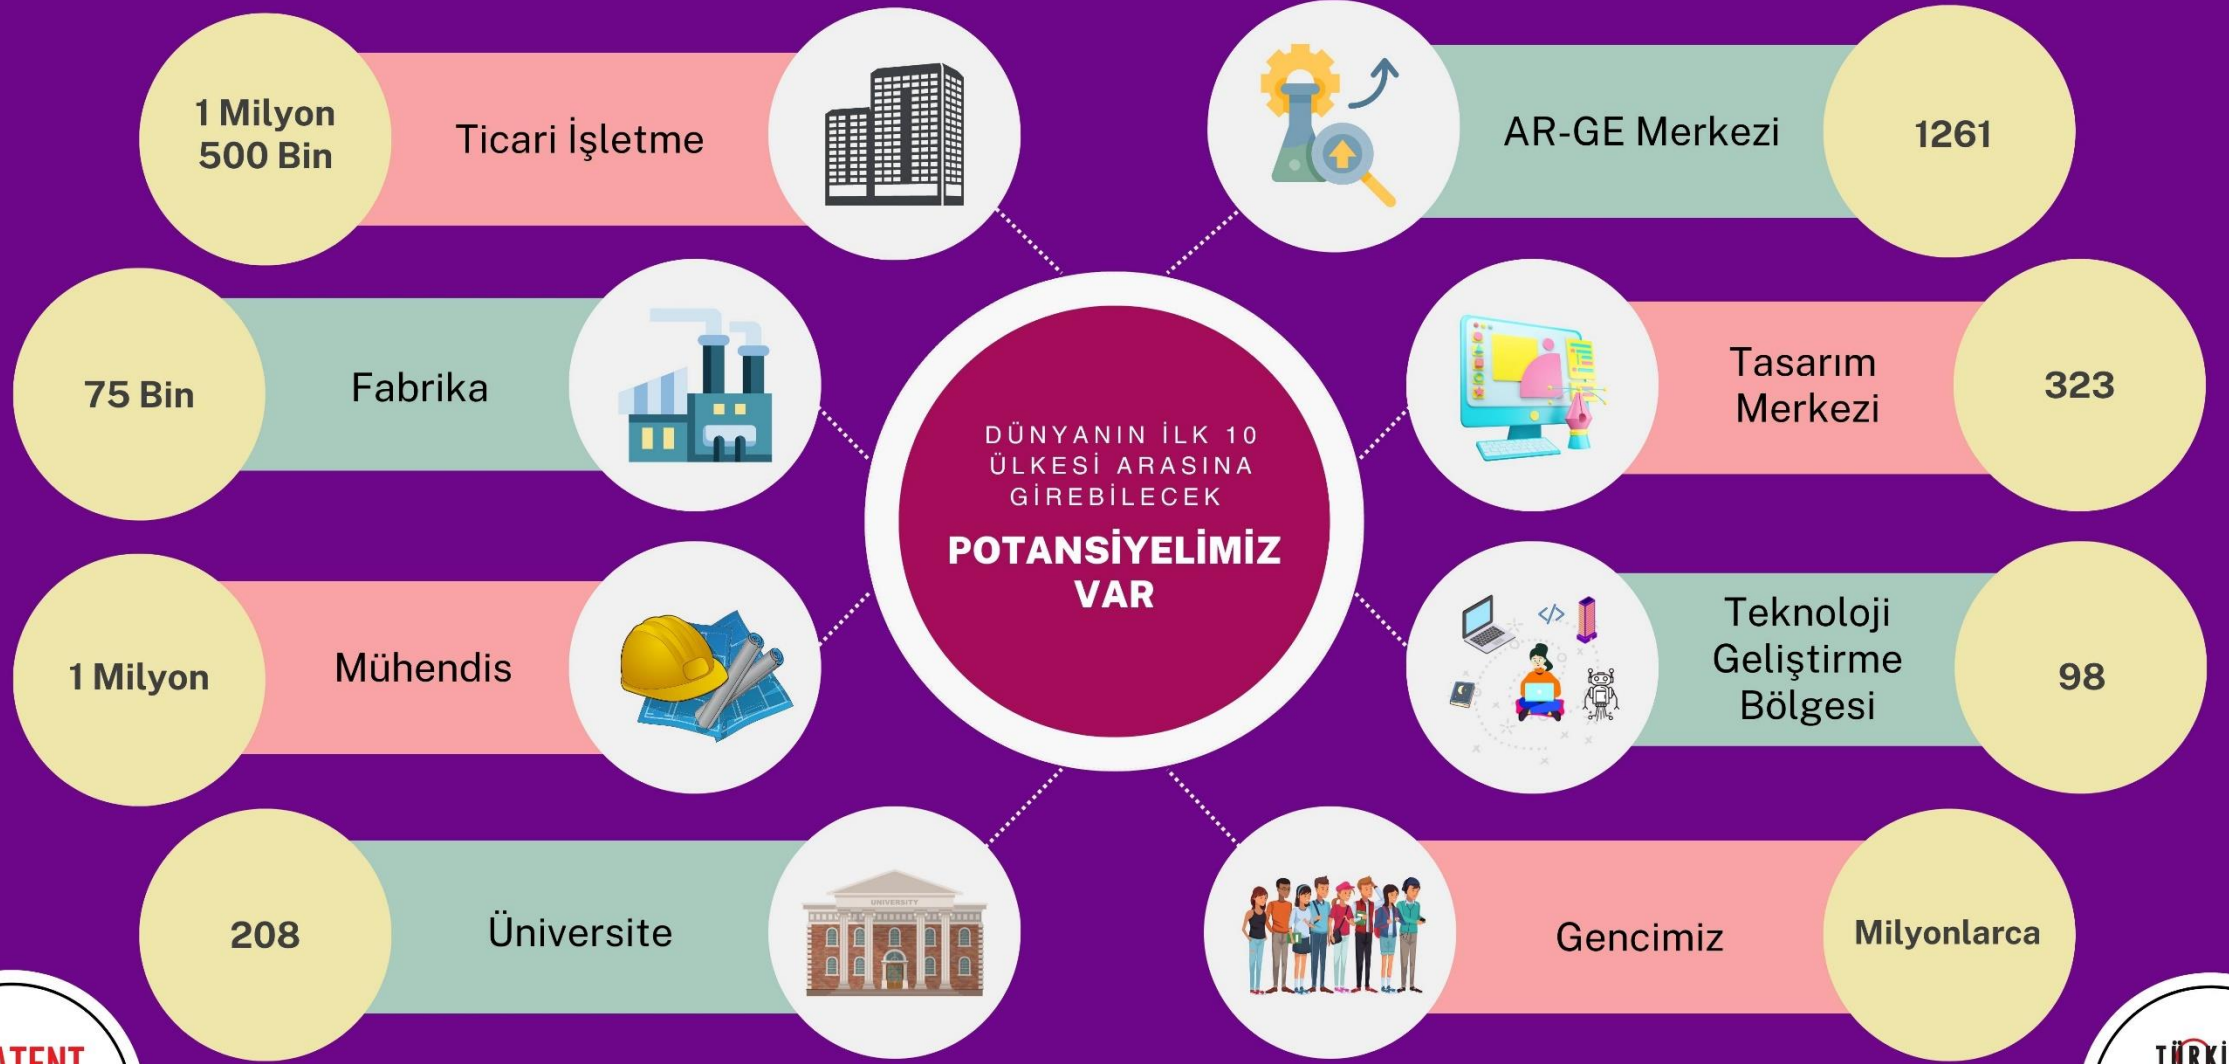 1 Milyon
500 Bin
Ticari İşletme
AR-GE Merkezi
1261
75 Bin
Fabrika
Tasarım
Merkezi
323
DÜNYANIN İLK 10
ÜLKESİ ARASINA
GİREBİLECEK
POTANSİYELİMİZ
VAR
1 Milyon
Mühendis
Teknoloji
Geliştirme
Bölgesi
98
208
Üniversite
UNIVERSITY
Gencimiz
Milyonlarca